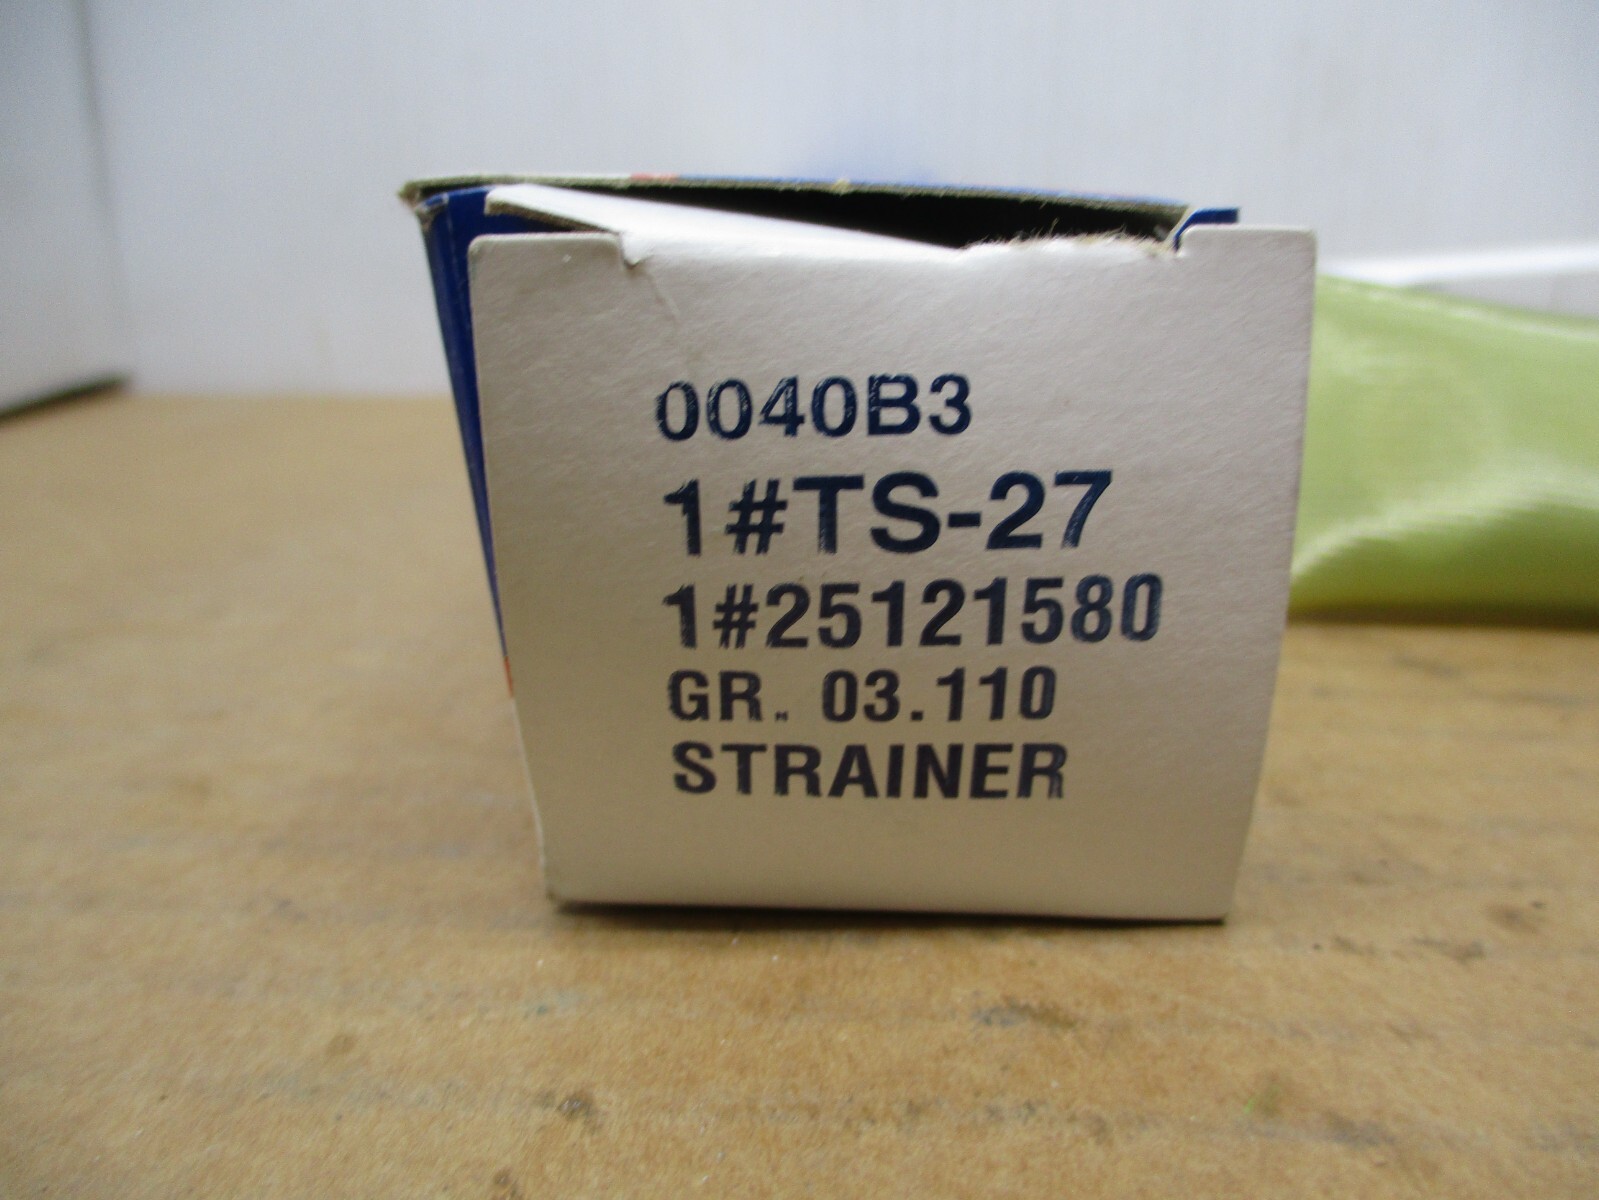 0040B3
1#TS-27
1#25121580
GR. 03.110
STRAINER